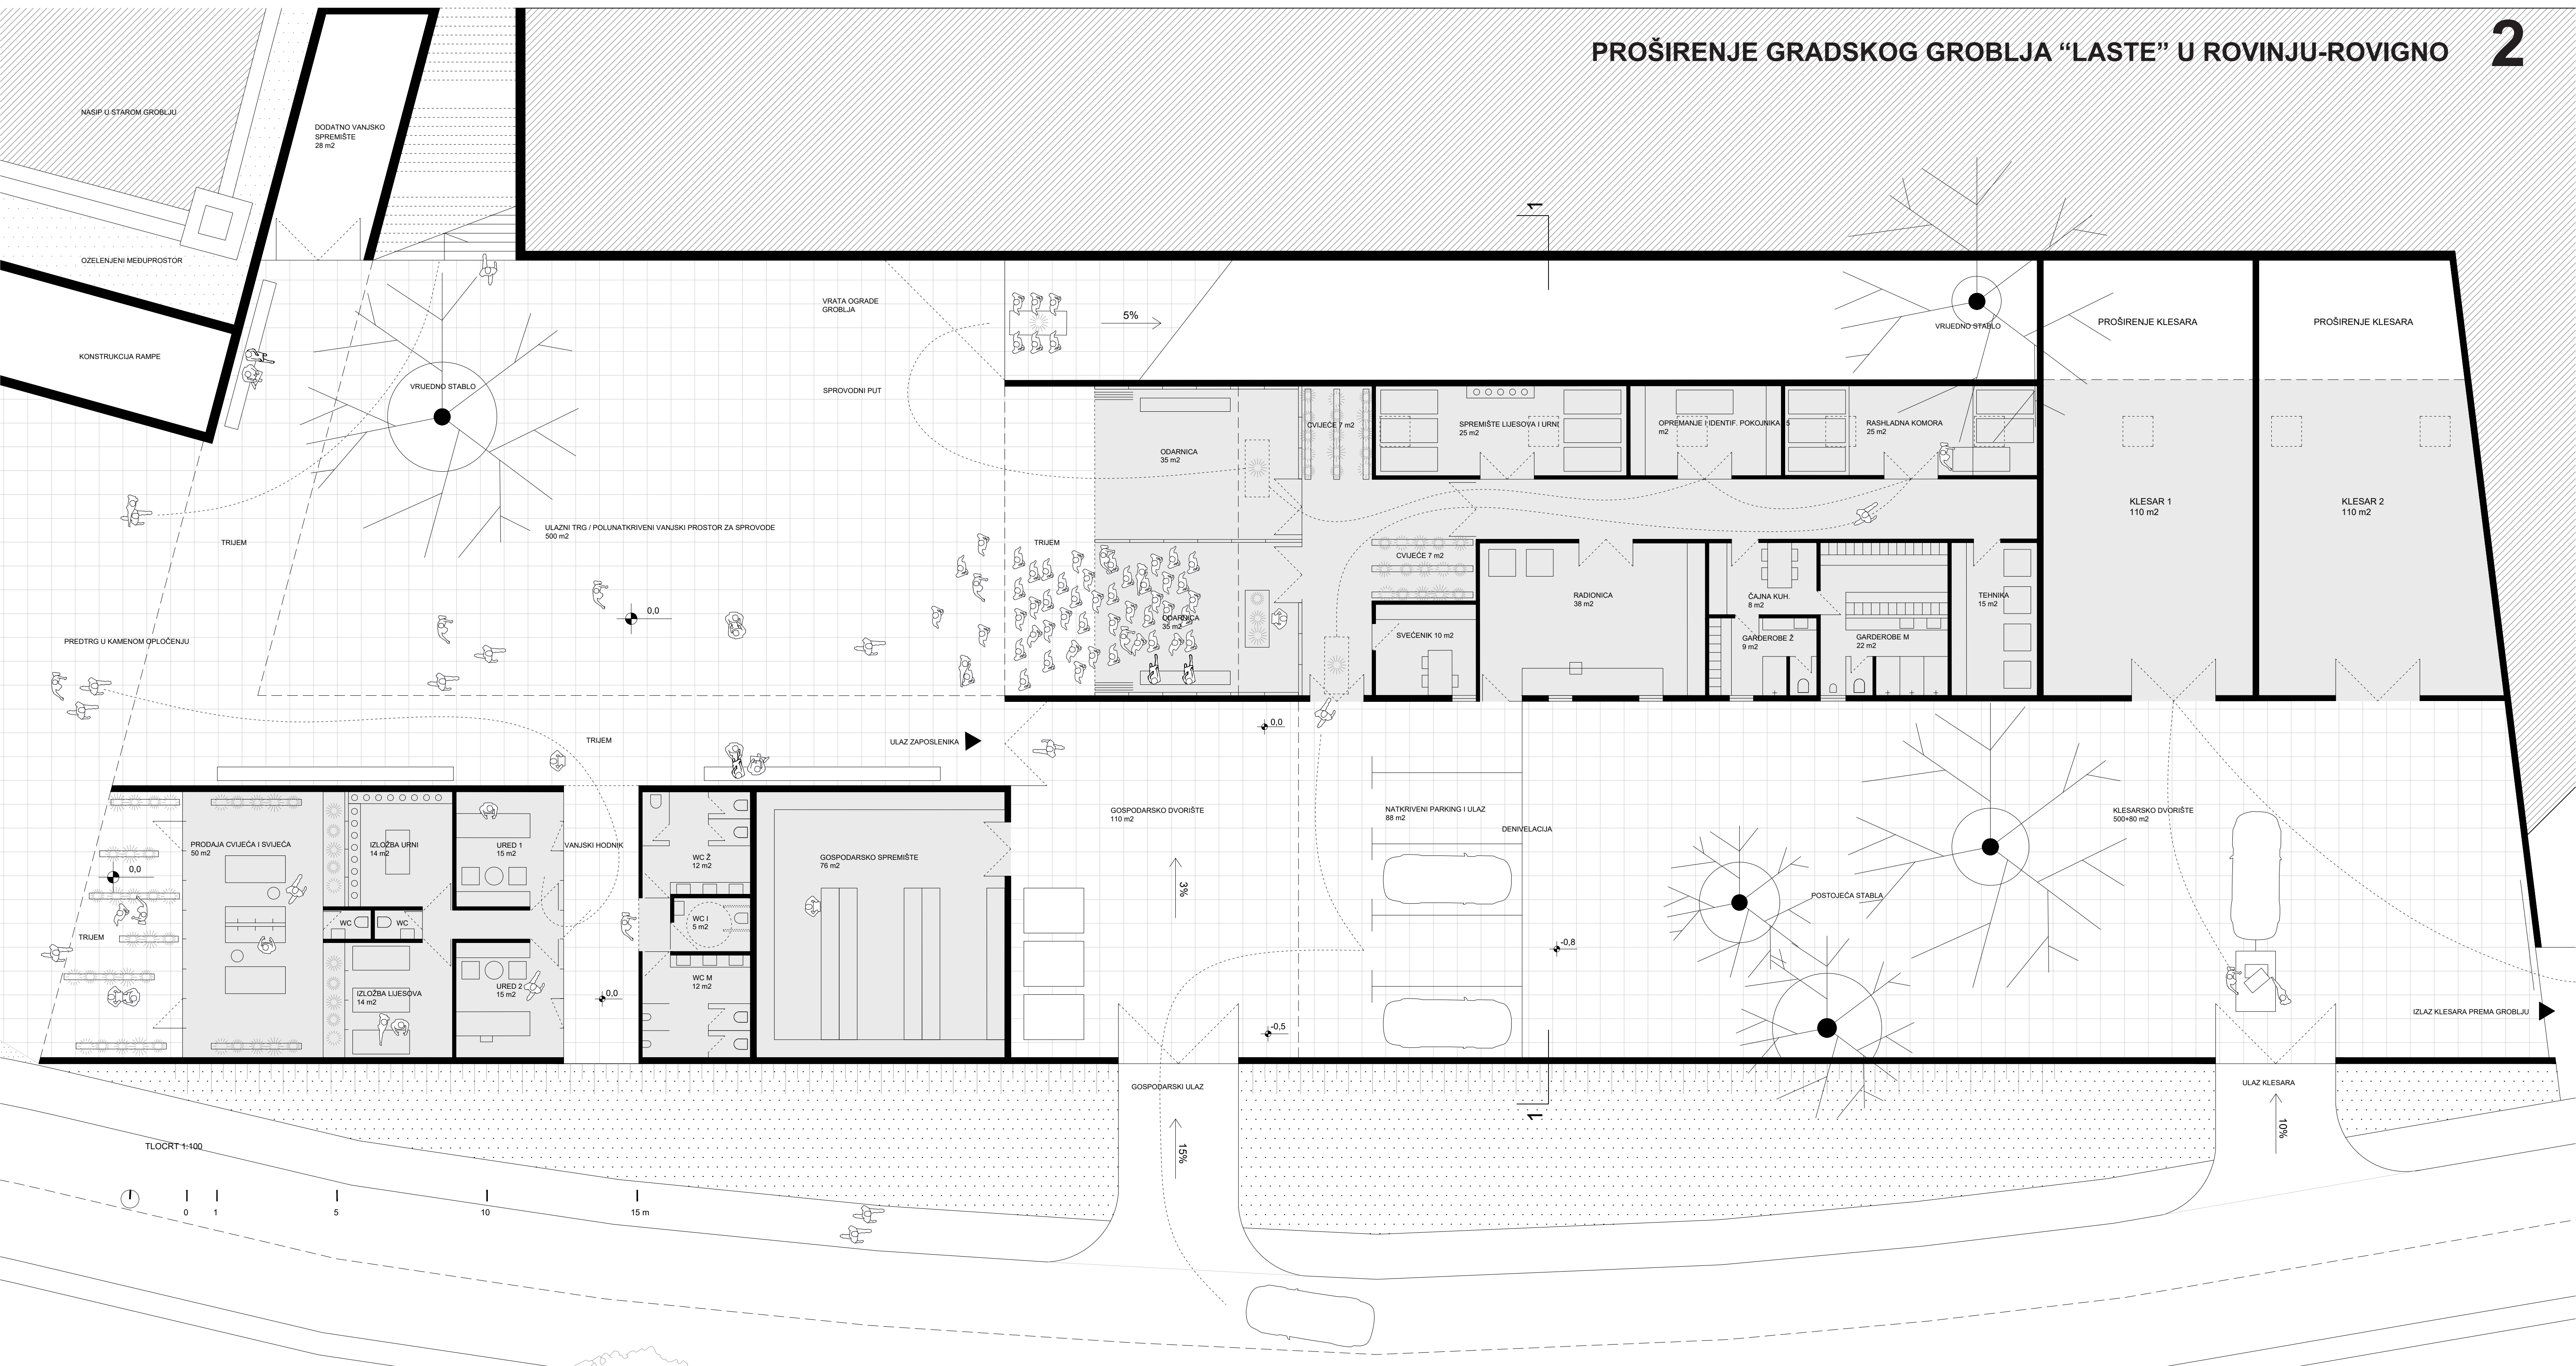 PROŠIRENJE GRADSKOG GROBLJA “LASTE” U ROVINJU-ROVIGNO
2
NASIP U STAROM GROBLJU
DODATNO VANJSKO
SPREMIŠTE
28 m2
OZELENJENI MEĐUPROSTOR
KONSTRUKCIJA RAMPE
VRIJEDNO STABLO
VRATA OGRADE
GROBLJA
SPROVODNI PUT
5%
1
VRIJEDNO STABLO
PROŠIRENJE KLESARA
PROŠIRENJE KLESARA
ODARNICA
35 m2
CVIJEĆE 7 m2
SPREMIŠTE LIJESOVA I URNI
25 m2
OPREMANJE I IDENTIF. POKOJNIKA 15
m2
RASHLADNA KOMORA
25 m2
KLESAR 1
110 m2
KLESAR 2
110 m2
TRIJEM
ULAZNI TRG / POLUNATKRIVENI VANJSKI PROSTOR ZA SPROVODE
500 m2
TRIJEM
CVIJEĆE 7 m2
RADIONICA
38 m2
ČAJNA KUH.
8 m2
TEHNIKA
15 m2
0,0
ODARNICA
35 m2
SVEĆENIK 10 m2
GARDEROBE Ž
9 m2
GARDEROBE M
22 m2
PREDTRG U KAMENOM OPLOČENJU
TRIJEM
ULAZ ZAPOSLENIKA
0,0
GOSPODARSKO DVORIŠTE
110 m2
NATKRIVENI PARKING I ULAZ
88 m2
DENIVELACIJA
KLESARSKO DVORIŠTE
500+80 m2
PRODAJA CVIJEĆA I SVIJEĆA
50 m2
IZLOŽBA URNI
14 m2
URED 1
15 m2
VANJSKI HODNIK
WC Ž
12 m2
GOSPODARSKO SPREMIŠTE
76 m2
0,0
3%
POSTOJEĆA STABLA
WC
WC
WC I
5 m2
TRIJEM
-0,8
WC M
12 m2
IZLOŽBA LIJESOVA
14 m2
URED 2
15 m2
0,0
-0,5
IZLAZ KLESARA PREMA GROBLJU
GOSPODARSKI ULAZ
ULAZ KLESARA
1
15%
10%
TLOCRT 1:100
0
1
5
10
15 m